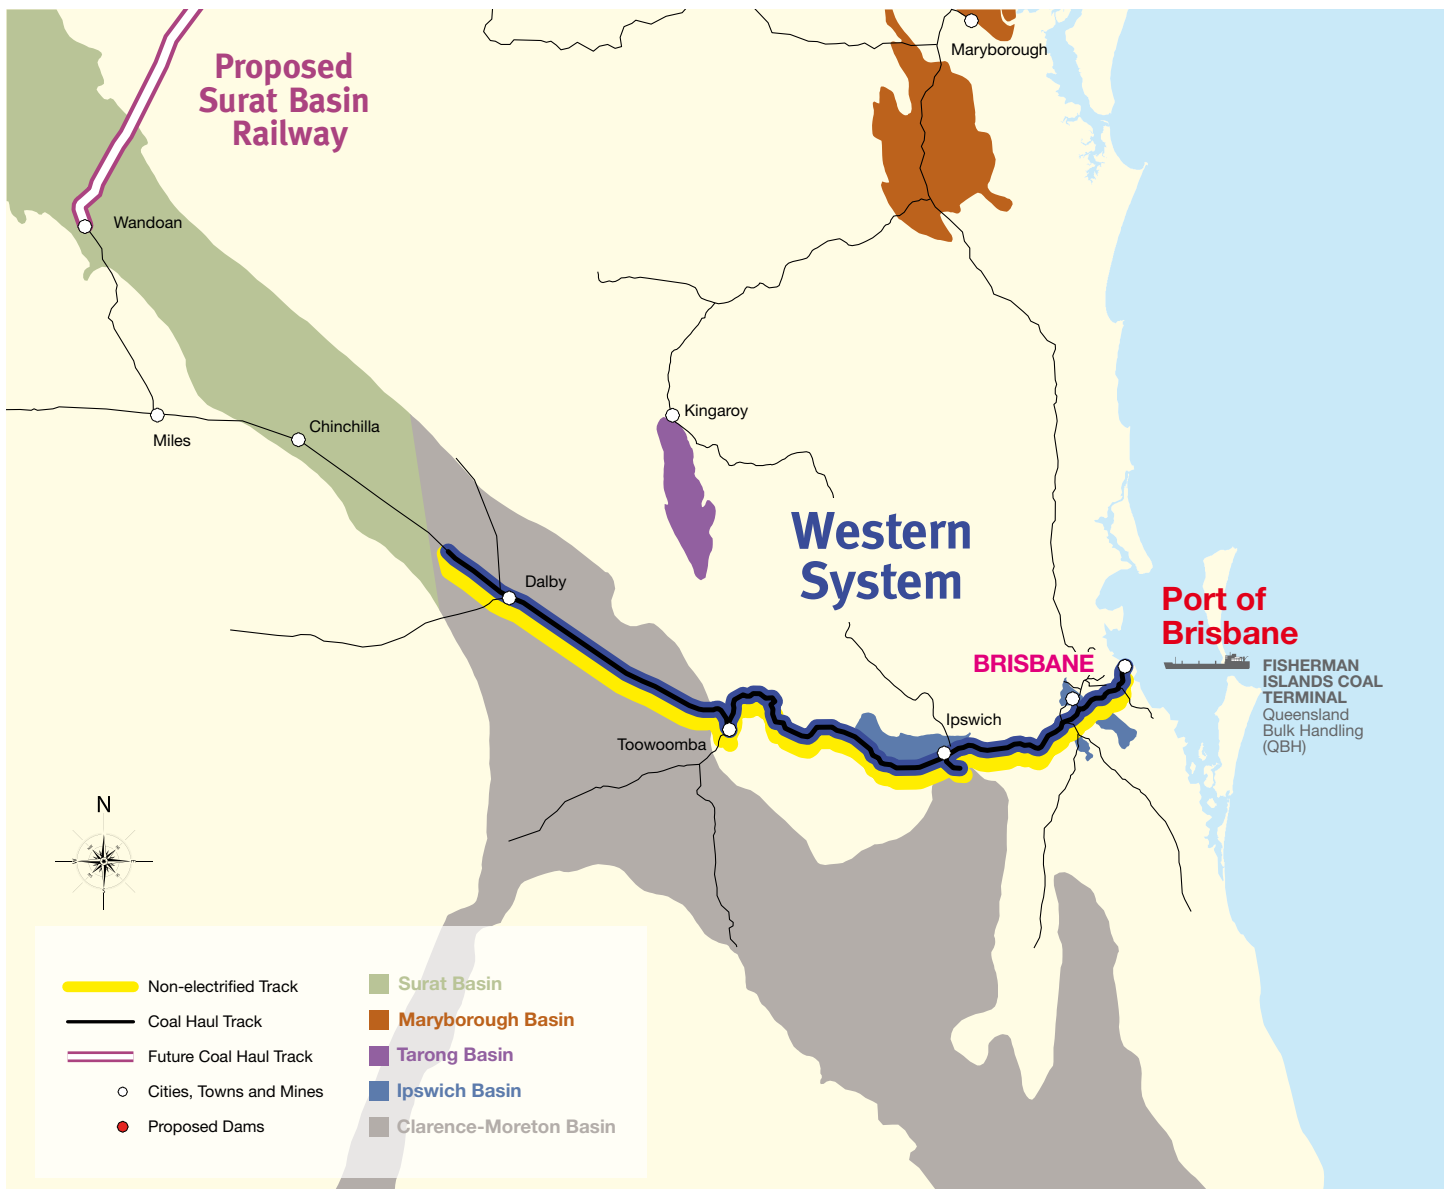 Maryborough
Proposed
Surat Basin
Railway
Wandoan
Kingaroy
Chinchilla
Miles
Western
System
Dalby
Port of
Brisbane
BRISBANE
FISHERMAN
ISLANDS COAL
TERMINAL
Queensland
Bulk Handling
(QBH)
Ipswich
Toowoomba
N
Non-electrified Track
Coal Haul Track
Future Coal Haul Track
Cities, Towns and Mines
Proposed Dams
Surat Basin
Maryborough Basin
Tarong Basin
Ipswich Basin
Clarence-Moreton Basin